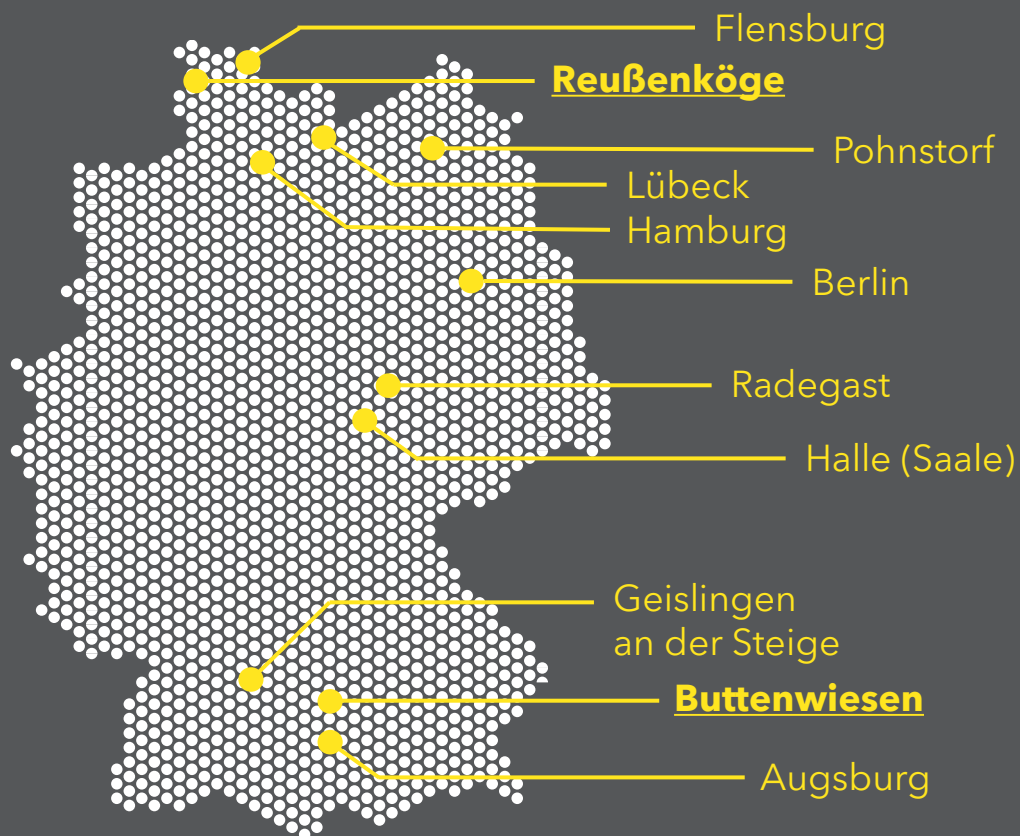 Flensburg
Reußenköge
Pohnstorf
Lübeck
Hamburg
Berlin
Radegast
Halle (Saale)
Geislingen
an der Steige
Buttenwiesen
Augsburg